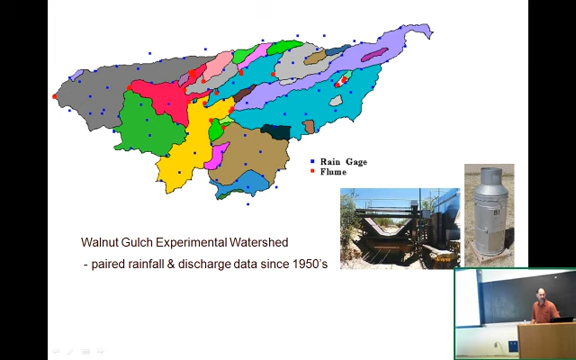 Rain Gage
Flume
Walnut Gulch Experimental Watershed
- paired rainfall & discharge data since 1950's